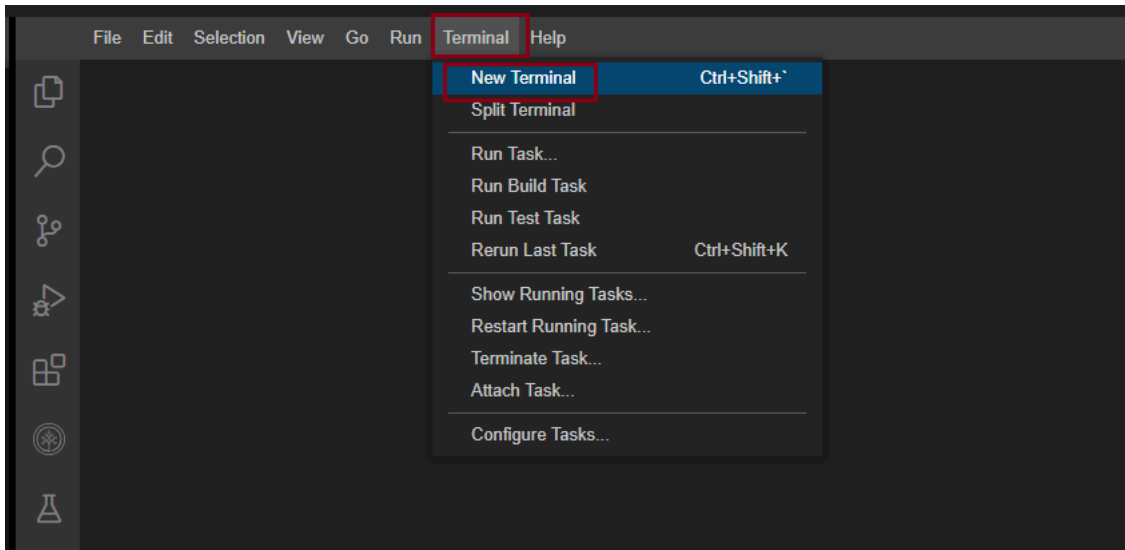 File Edit Selection View Go Run Terminal Help
New Terminal Ctrl+Shift+`
Split Terminal
Run Task...
Run Build Task
Run Test Task
Rerun Last Task Ctrl+Shift+K
Show Running Tasks...
Restart Running Task...
Terminate Task...
Attach Task...
Configure Tasks...